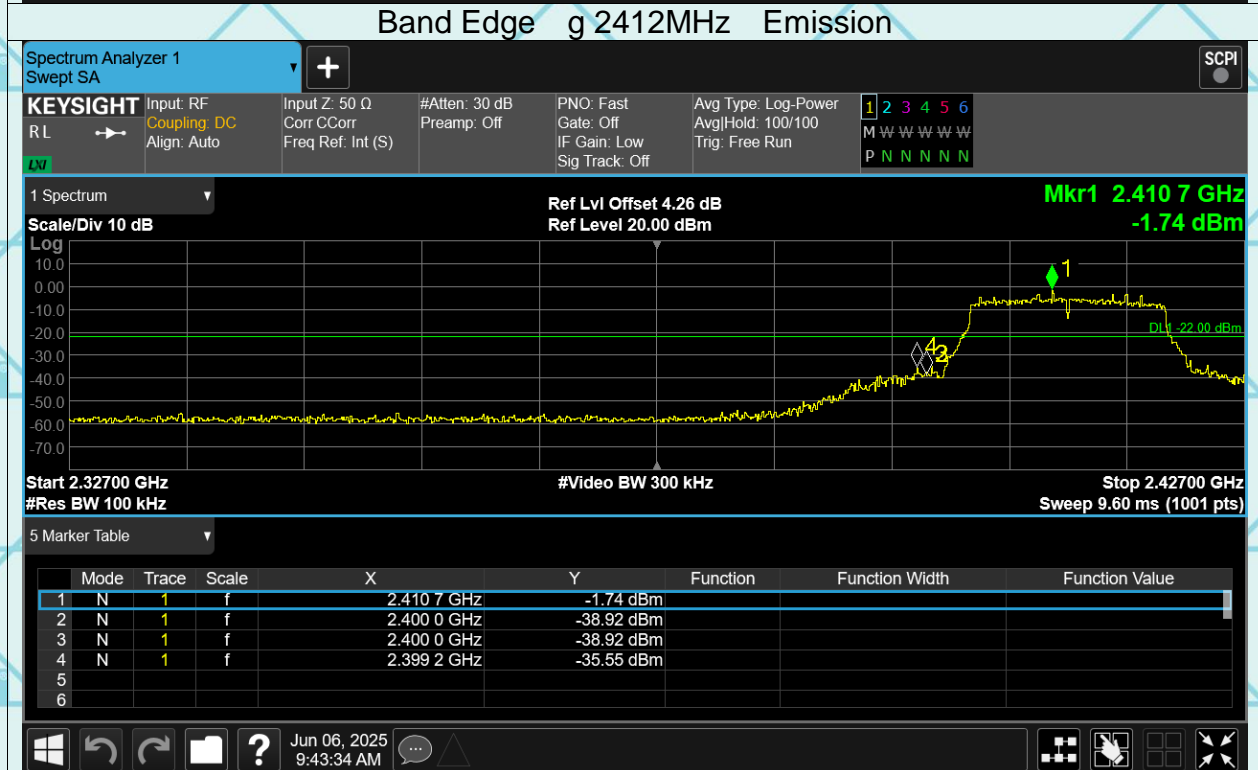 Band Edge g 2412MHz Emission
Spectrum Analyzer 1
Swept SA
SCPI
KEYSIGHT
R L
LXI
Input: RF
Coupling: DC
Align: Auto
Input Z: 50 Ω
Corr CCorr
Freq Ref: Int (S)
#Atten: 30 dB
Preamp: Off
PNO: Fast
Gate: Off
IF Gain: Low
Sig Track: Off
Avg Type: Log-Power
Avg|Hold: 100/100
Trig: Free Run
1 2 3 4 5 6
M W W W W W
P N N N N N
1 Spectrum
Scale/Div 10 dB
Ref Lvl Offset 4.26 dB
Ref Level 20.00 dBm
Mkr1 2.410 7 GHz
-1.74 dBm
Log
10.0
0.00
-10.0
-20.0
-30.0
-40.0
-50.0
-60.0
-70.0
1
DL1 -22.00 dBm
4
Start 2.32700 GHz
#Res BW 100 kHz
#Video BW 300 kHz
Stop 2.42700 GHz
Sweep 9.60 ms (1001 pts)
5 Marker Table
Mode Trace Scale X Y Function Function Width Function Value
1 N 1 f 2.410 7 GHz -1.74 dBm
2 N 1 f 2.400 0 GHz -38.92 dBm
3 N 1 f 2.400 0 GHz -38.92 dBm
4 N 1 f 2.399 2 GHz -35.55 dBm
5
6
?
Jun 06, 2025
9:43:34 AM